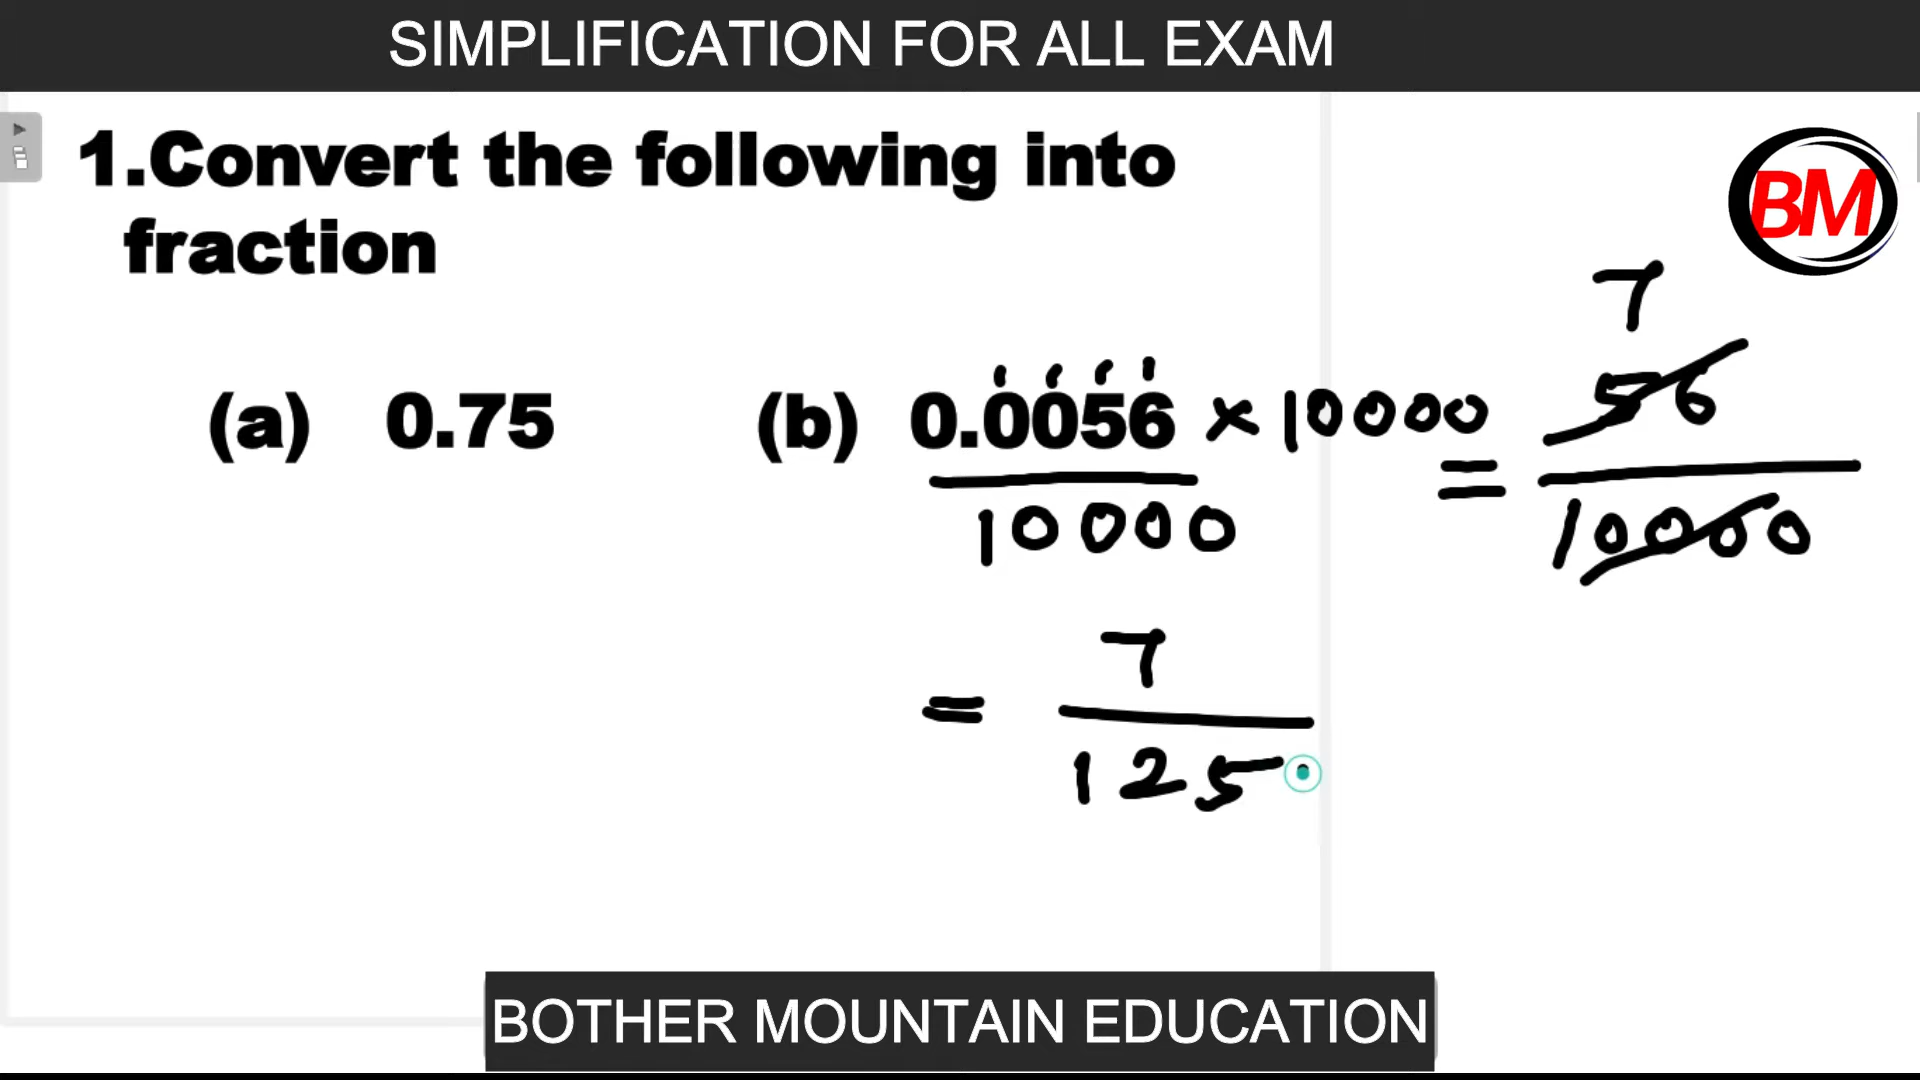 SIMPLIFICATION FOR ALL EXAM
1.Convert the following into
fraction
BM
(a) 0.75 (b) 0.0056 × 10000
10000
=
7
56
10000
=
7
125
BOTHER MOUNTAIN EDUCATION